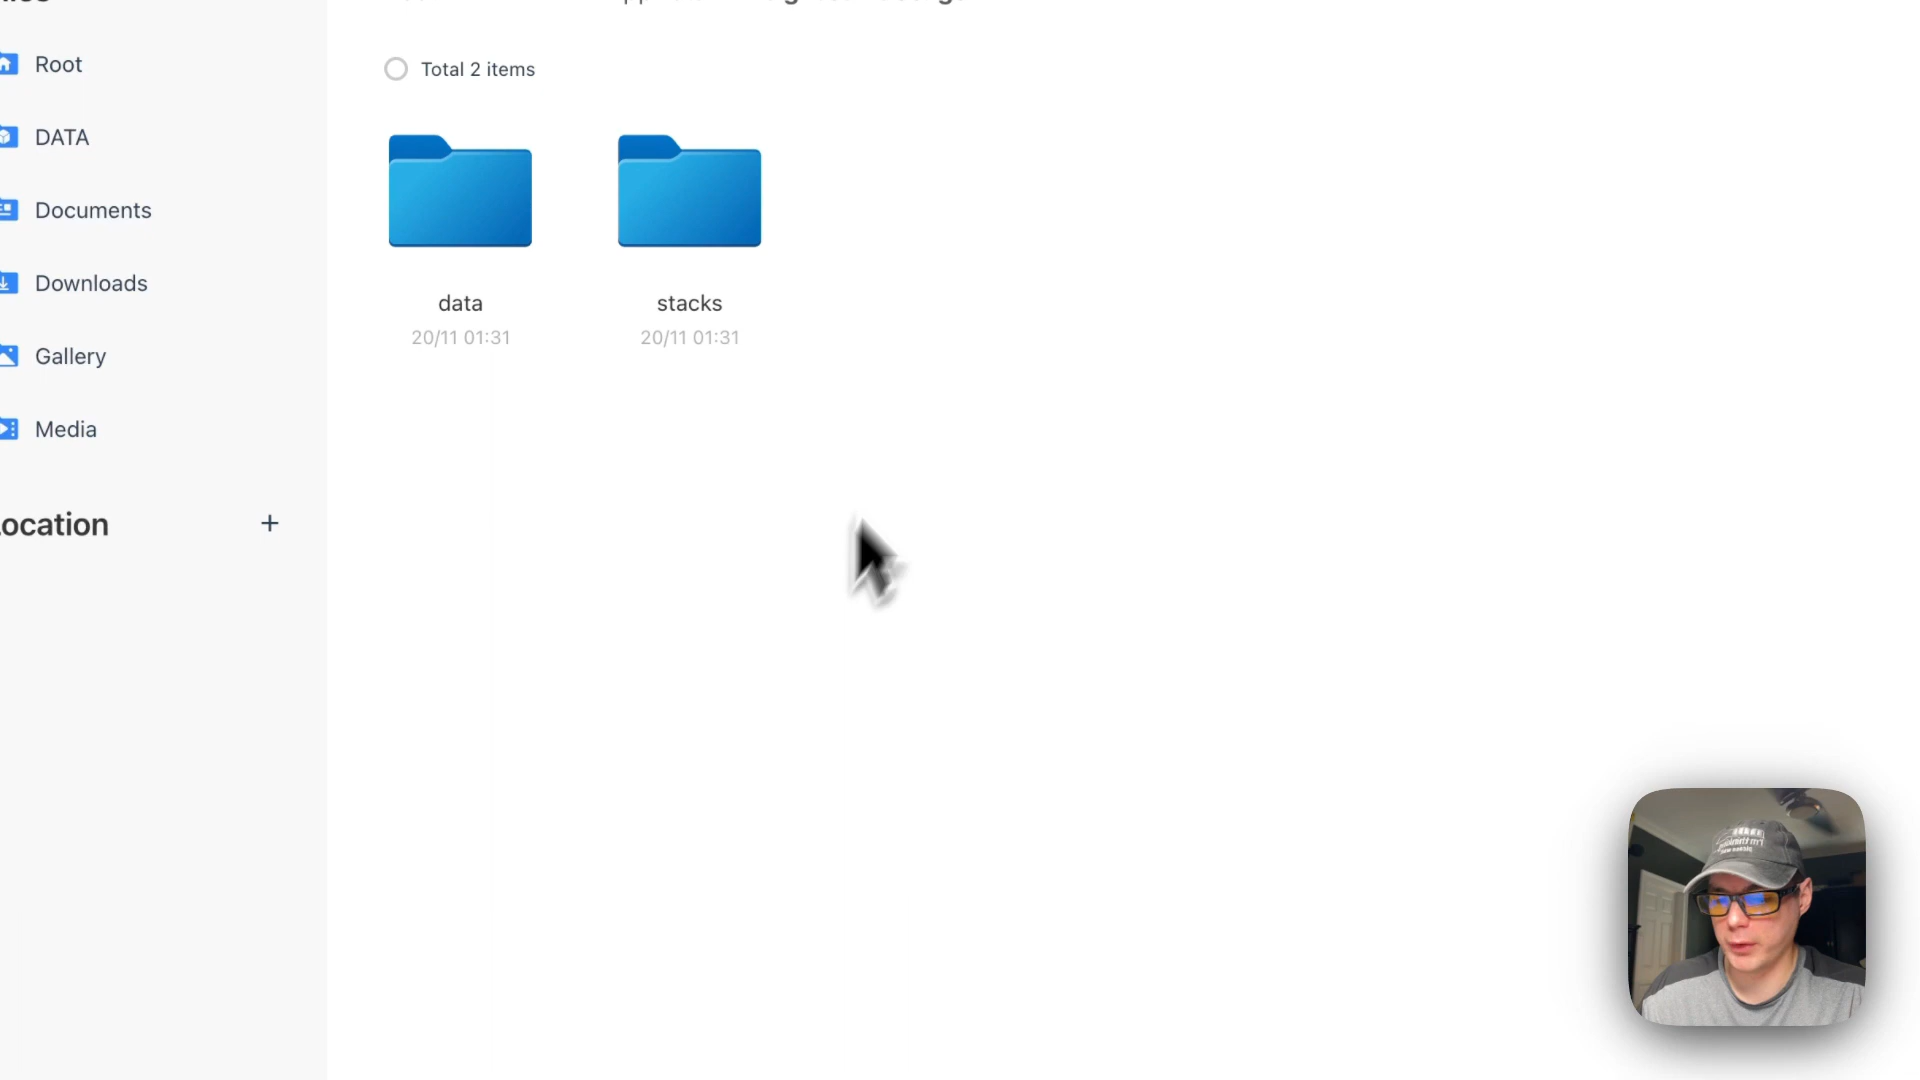 Root
Total 2 items
DATA
Documents
Downloads
data
stacks
20/11 01:31
20/11 01:31
Gallery
Media
ocation
+